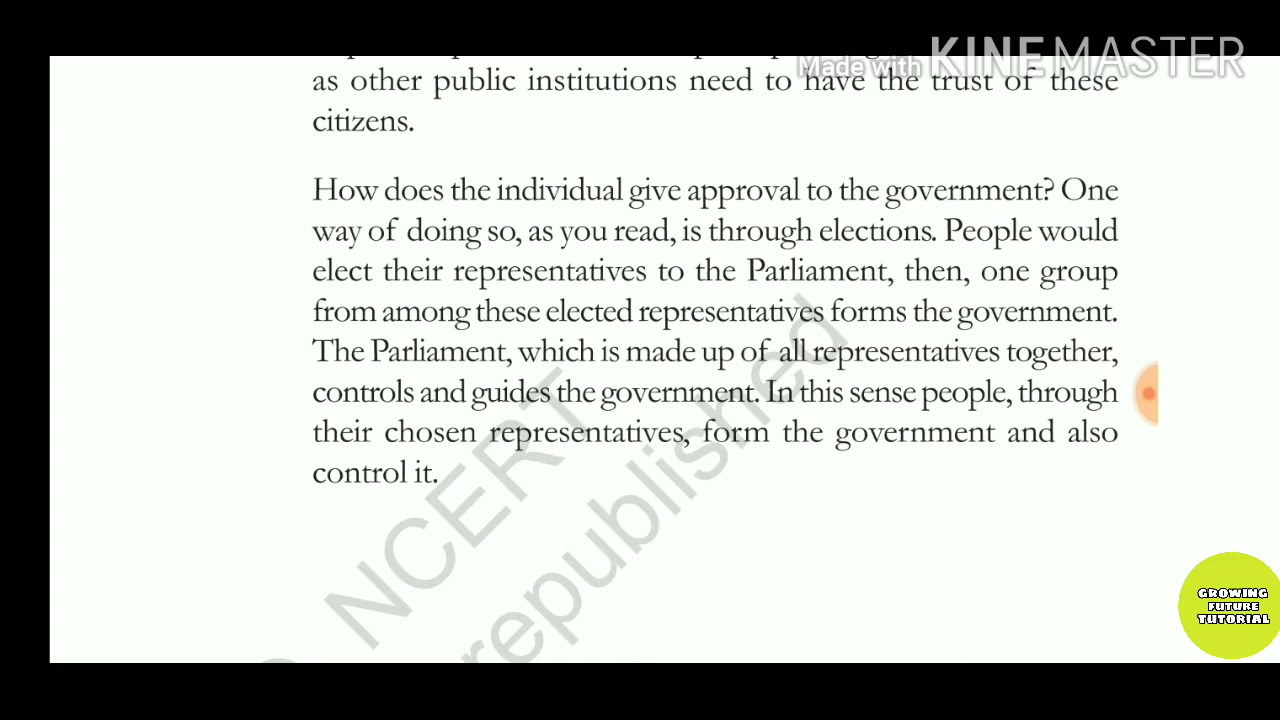 Made with KINEMASTER
as other public institutions need to have the trust of these
citizens.
How does the individual give approval to the government? One
way of doing so, as you read, is through elections. People would
elect their representatives to the Parliament, then, one group
from among these elected representatives forms the government.
The Parliament, which is made up of all representatives together,
controls and guides the government. In this sense people, through
their chosen representatives, form the government and also
control it.
NCERT
republished
GROWING
FUTURE
TUTORIAL